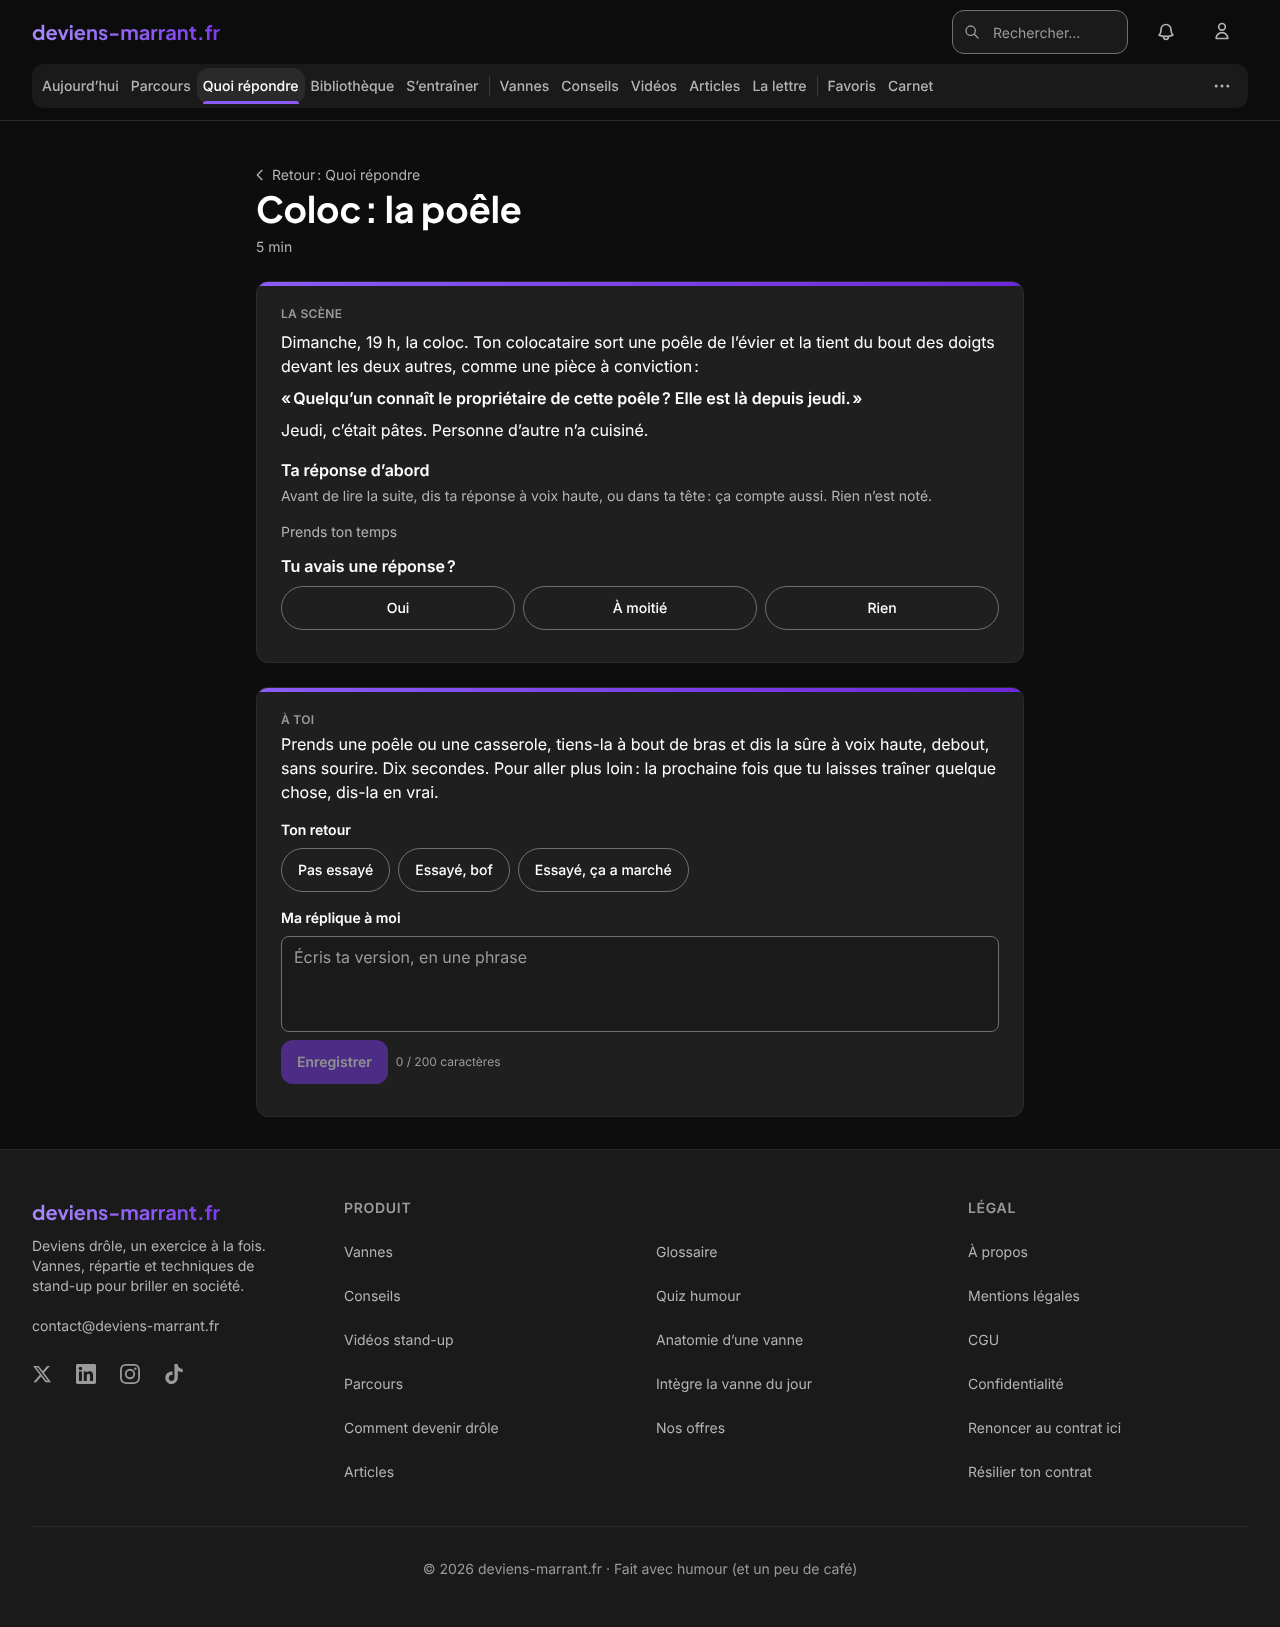 deviens-marrant.fr
Rechercher...
Aujourd’hui Parcours Quoi répondre Bibliothèque S’entraîner Vannes Conseils Vidéos Articles La lettre Favoris Carnet
Retour : Quoi répondre
Coloc : la poêle
5 min
LA SCÈNE
Dimanche, 19 h, la coloc. Ton colocataire sort une poêle de l’évier et la tient du bout des doigts
devant les deux autres, comme une pièce à conviction :
« Quelqu’un connaît le propriétaire de cette poêle ? Elle est là depuis jeudi. »
Jeudi, c’était pâtes. Personne d’autre n’a cuisiné.
Ta réponse d’abord
Avant de lire la suite, dis ta réponse à voix haute, ou dans ta tête : ça compte aussi. Rien n’est noté.
Prends ton temps
Tu avais une réponse ?
Oui À moitié Rien
À TOI
Prends une poêle ou une casserole, tiens-la à bout de bras et dis la sûre à voix haute, debout,
sans sourire. Dix secondes. Pour aller plus loin : la prochaine fois que tu laisses traîner quelque
chose, dis-la en vrai.
Ton retour
Pas essayé Essayé, bof Essayé, ça a marché
Ma réplique à moi
Écris ta version, en une phrase
Enregistrer 0 / 200 caractères
deviens-marrant.fr
Deviens drôle, un exercice à la fois.
Vannes, répartie et techniques de
stand-up pour briller en société.
contact@deviens-marrant.fr
PRODUIT
Vannes
Conseils
Vidéos stand-up
Parcours
Comment devenir drôle
Articles
Glossaire
Quiz humour
Anatomie d’une vanne
Intègre la vanne du jour
Nos offres
LÉGAL
À propos
Mentions légales
CGU
Confidentialité
Renoncer au contrat ici
Résilier ton contrat
© 2026 deviens-marrant.fr · Fait avec humour (et un peu de café)